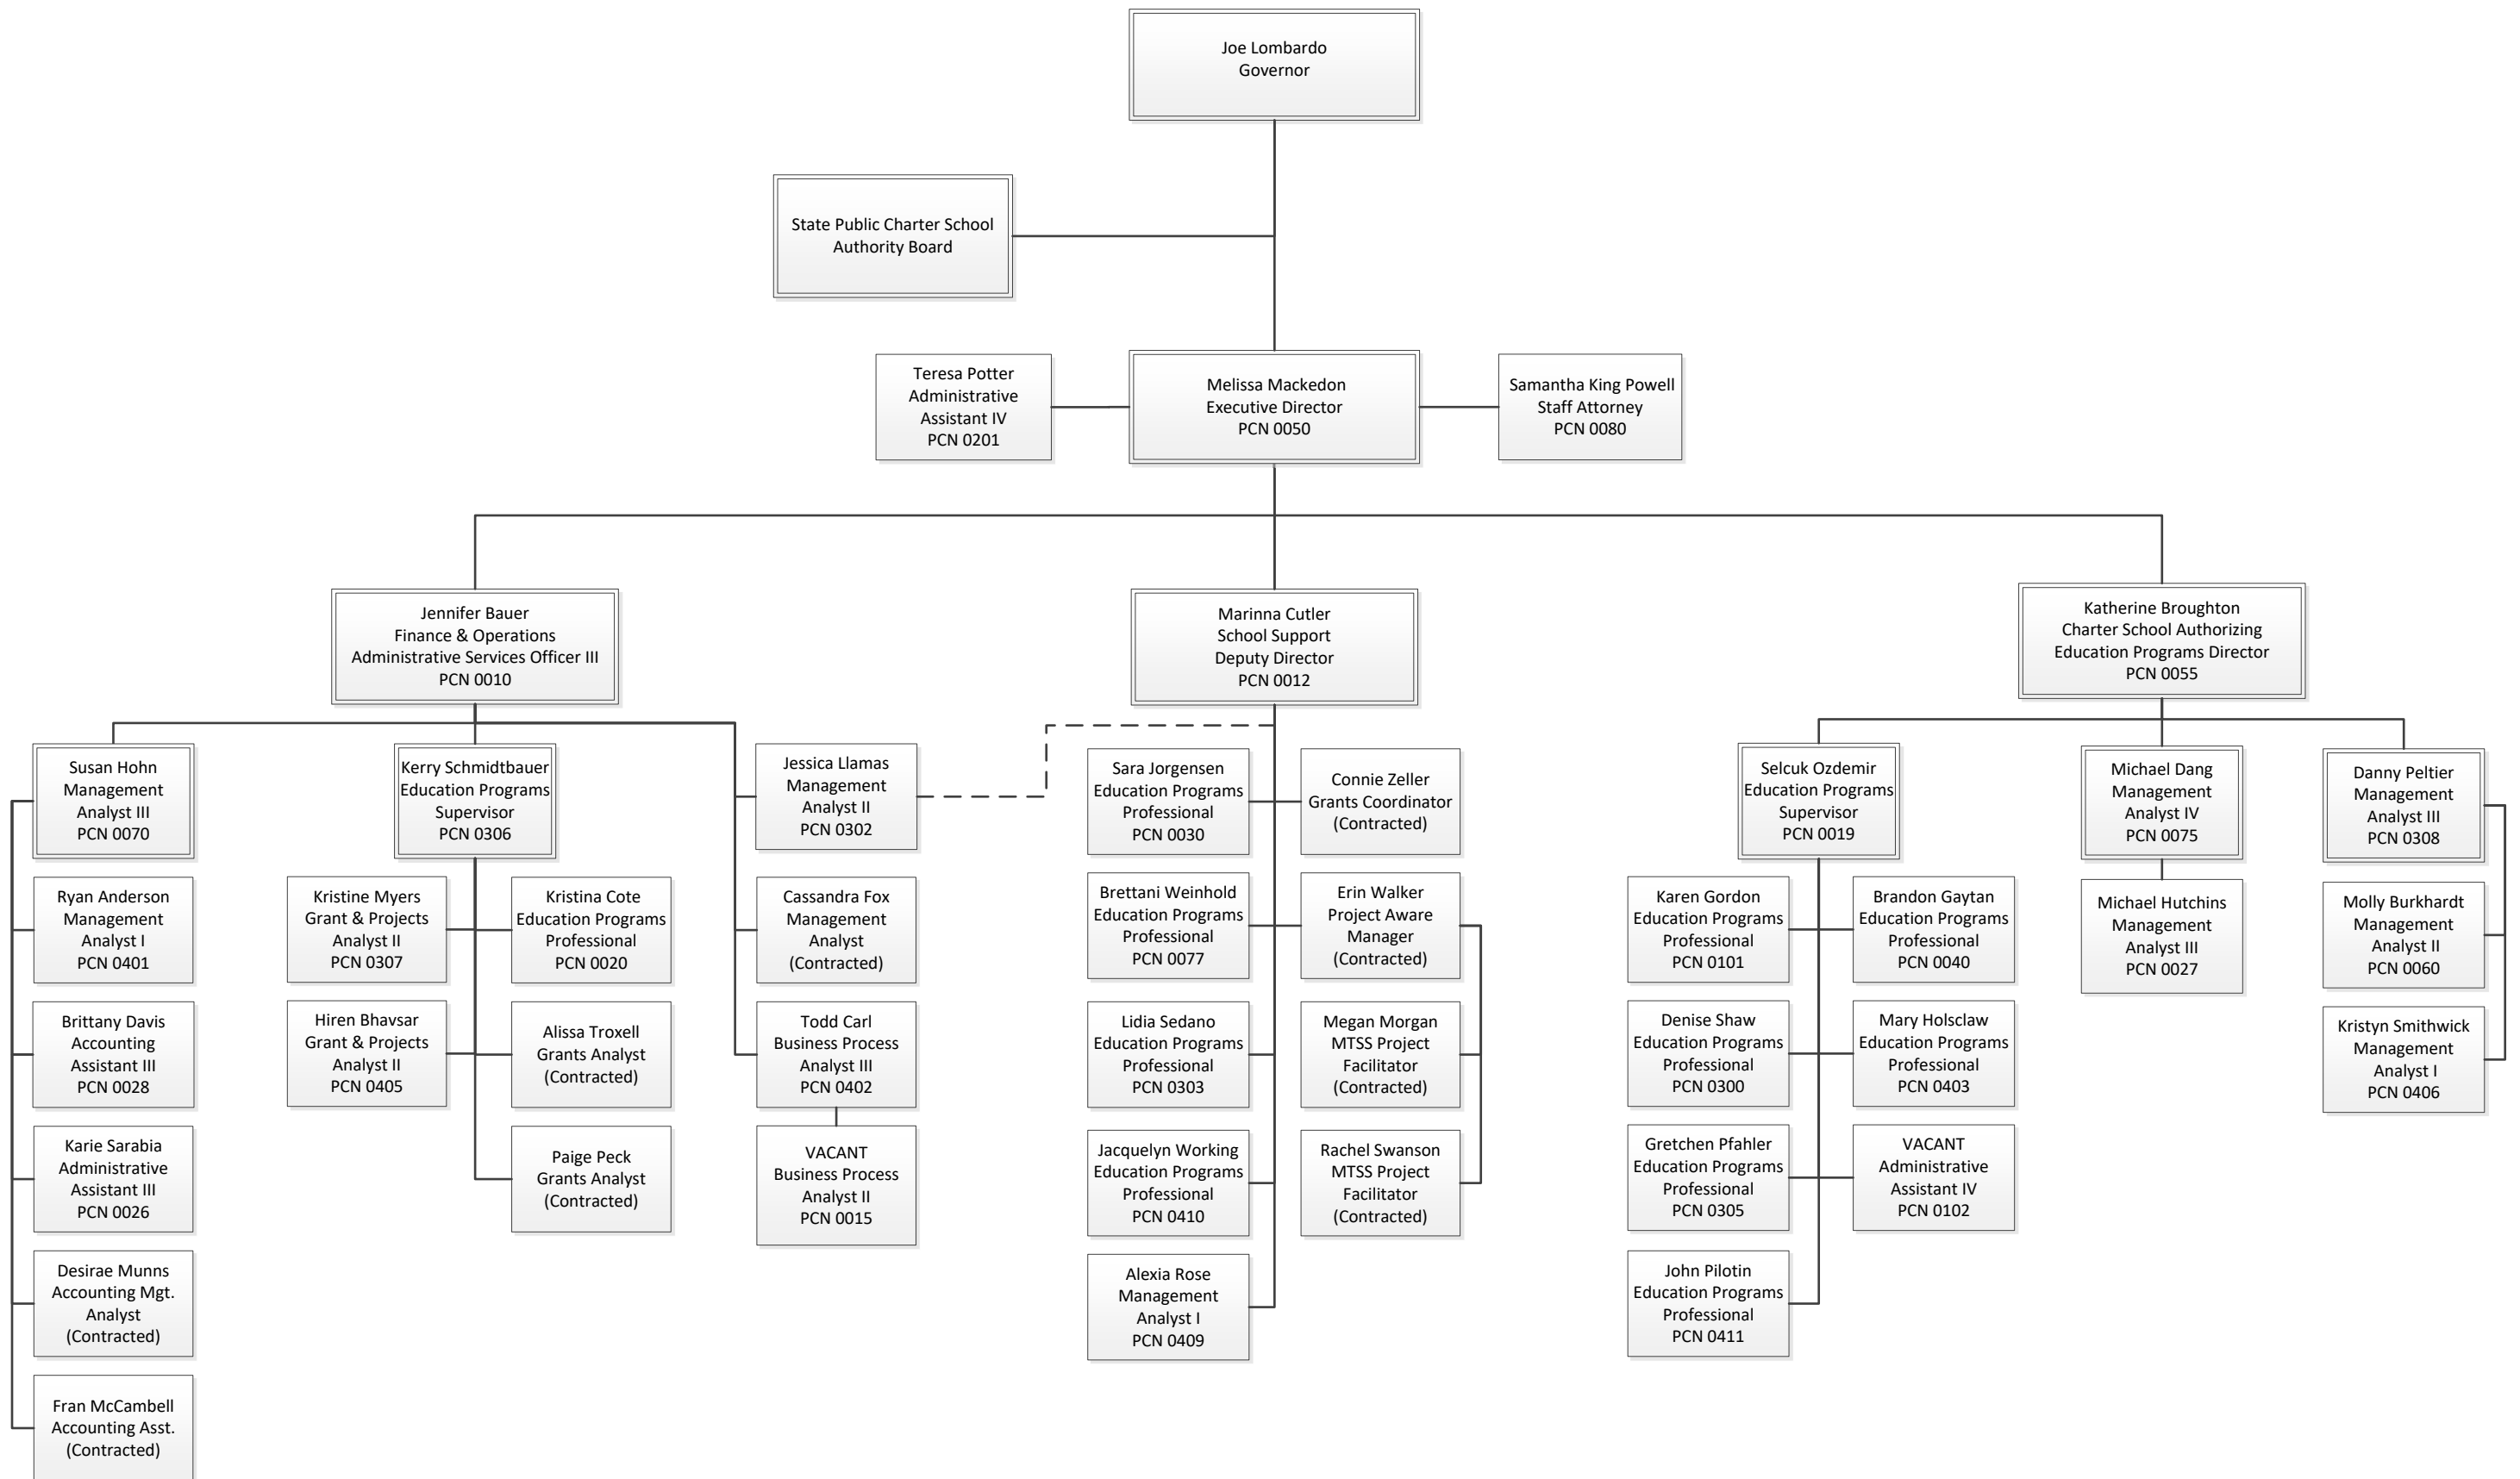 Joe Lombardo
Governor
State Public Charter School
Authority Board
Teresa Potter
Administrative
Assistant IV
PCN 0201
Melissa Mackedon
Executive Director
PCN 0050
Samantha King Powell
Staff Attorney
PCN 0080
Jennifer Bauer
Finance & Operations
Administrative Services Officer III
PCN 0010
Marinna Cutler
School Support
Deputy Director
PCN 0012
Katherine Broughton
Charter School Authorizing
Education Programs Director
PCN 0055
Susan Hohn
Management
Analyst III
PCN 0070
Ryan Anderson
Management
Analyst I
PCN 0401
Brittany Davis
Accounting
Assistant III
PCN 0028
Karie Sarabia
Administrative
Assistant III
PCN 0026
Desirae Munns
Accounting Mgt.
Analyst
(Contracted)
Fran McCambell
Accounting Asst.
(Contracted)
Kerry Schmidtbauer
Education Programs
Supervisor
PCN 0306
Kristine Myers
Grant & Projects
Analyst II
PCN 0307
Kristina Cote
Education Programs
Professional
PCN 0020
Hiren Bhavsar
Grant & Projects
Analyst II
PCN 0405
Alissa Troxell
Grants Analyst
(Contracted)
Paige Peck
Grants Analyst
(Contracted)
Jessica Llamas
Management
Analyst II
PCN 0302
Cassandra Fox
Management
Analyst
(Contracted)
Todd Carl
Business Process
Analyst III
PCN 0402
VACANT
Business Process
Analyst II
PCN 0015
Sara Jorgensen
Education Programs
Professional
PCN 0030
Connie Zeller
Grants Coordinator
(Contracted)
Brettani Weinhold
Education Programs
Professional
PCN 0077
Erin Walker
Project Aware
Manager
(Contracted)
Lidia Sedano
Education Programs
Professional
PCN 0303
Megan Morgan
MTSS Project
Facilitator
(Contracted)
Jacquelyn Working
Education Programs
Professional
PCN 0410
Rachel Swanson
MTSS Project
Facilitator
(Contracted)
Alexia Rose
Management
Analyst I
PCN 0409
Selcuk Ozdemir
Education Programs
Supervisor
PCN 0019
Karen Gordon
Education Programs
Professional
PCN 0101
Brandon Gaytan
Education Programs
Professional
PCN 0040
Denise Shaw
Education Programs
Professional
PCN 0300
Mary Holsclaw
Education Programs
Professional
PCN 0403
Gretchen Pfahler
Education Programs
Professional
PCN 0305
VACANT
Administrative
Assistant IV
PCN 0102
John Pilotin
Education Programs
Professional
PCN 0411
Michael Dang
Management
Analyst IV
PCN 0075
Michael Hutchins
Management
Analyst III
PCN 0027
Danny Peltier
Management
Analyst III
PCN 0308
Molly Burkhardt
Management
Analyst II
PCN 0060
Kristyn Smithwick
Management
Analyst I
PCN 0406